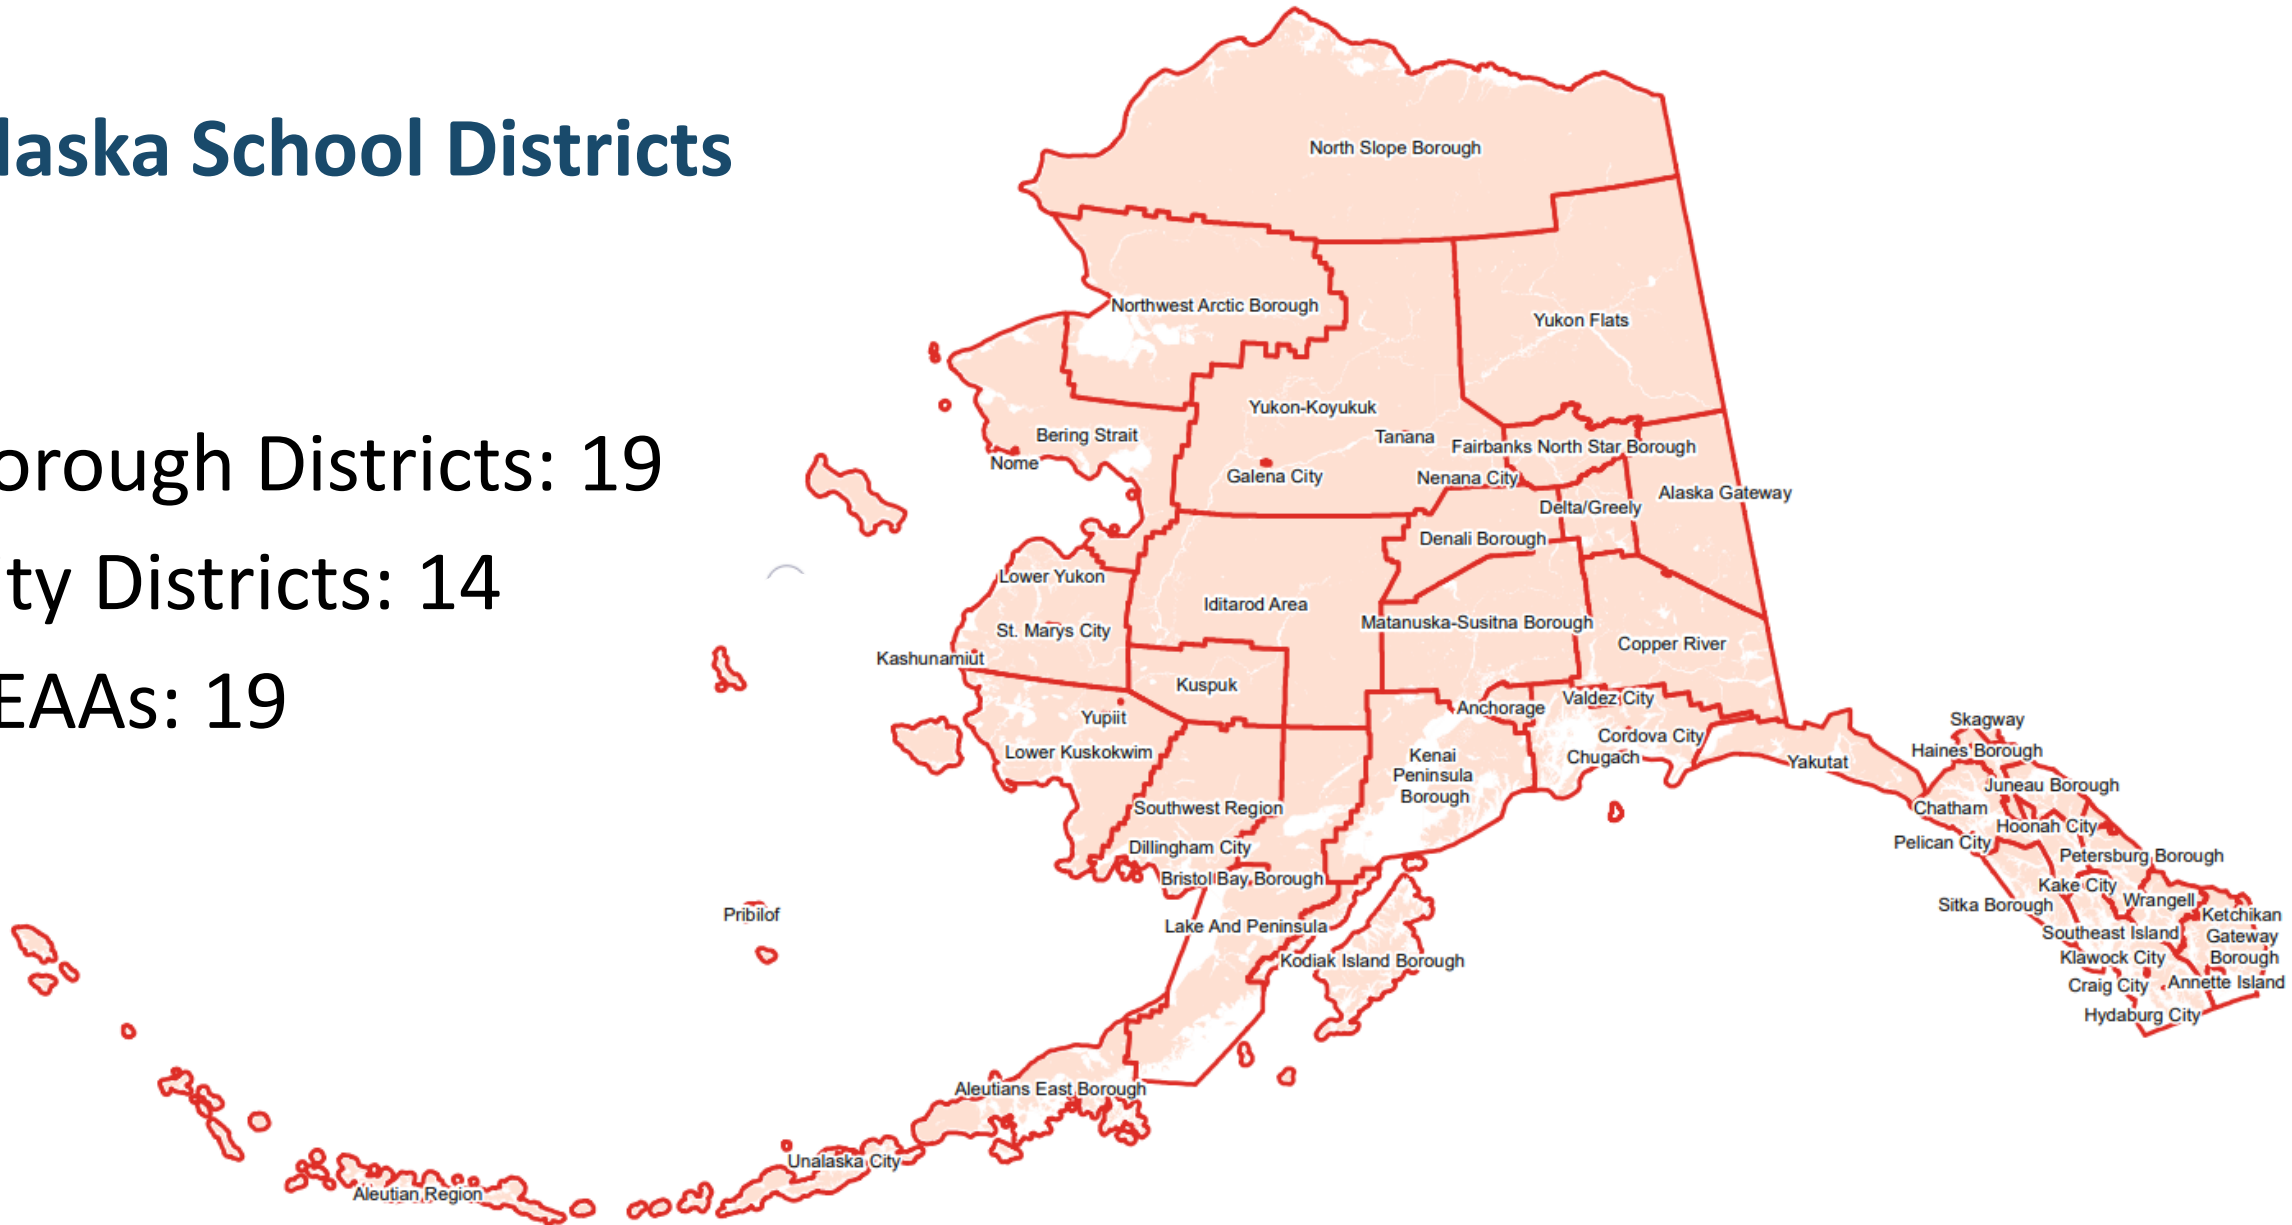 laska School Districts
orough Districts: 19
ty Districts: 14
EAAs: 19
North Slope Borough
Northwest Arctic Borough
Yukon Flats
Yukon-Koyukuk
Bering Strait
Tanana
Fairbanks North Star Borough
Nome
Galena City
Nenana City
Alaska Gateway
Delta/Greely
Denali Borough
Lower Yukon
Iditarod Area
Matanuska-Susitna Borough
St. Marys City
Copper River
Kashunamiut
Kuspuk
Valdez City
Anchorage
Yupiit
Skagway
Cordova City
Haines Borough
Lower Kuskokwim
Chugach
Kenai
Peninsula
Borough
Yakutat
Juneau Borough
Southwest Region
Chatham
Hoonah City
Pelican City
Dillingham City
Petersburg Borough
Bristol Bay Borough
Kake City
Wrangell
Sitka Borough
Pribilof
Ketchikan
Gateway
Borough
Lake And Peninsula
Southeast Island
Klawock City
Kodiak Island Borough
Craig City
Annette Island
Hydaburg City
Aleutians East Borough
Unalaska City
Aleutian Region